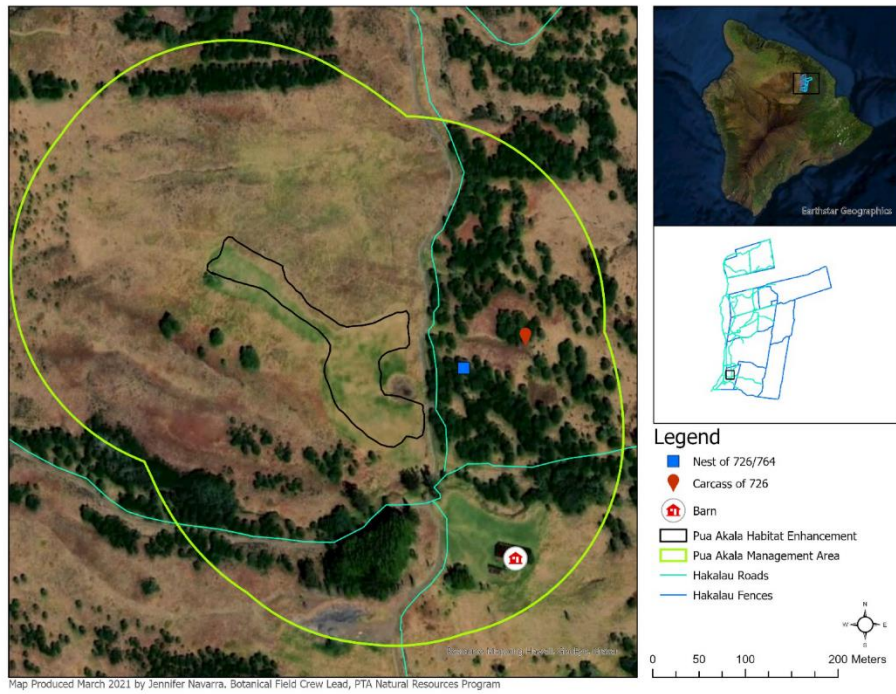 Earthstar Geographics
Legend
Nest of 726/764
Carcass of 726
Barn
Pua Akala Habitat Enhancement
Pua Akala Management Area
Hakalau Roads
Hakalau Fences
N
W E
S
0 50 100 200 Meters
Map Produced March 2021 by Jennifer Navarra. Botanical Field Crew Lead, PTA Natural Resources Program